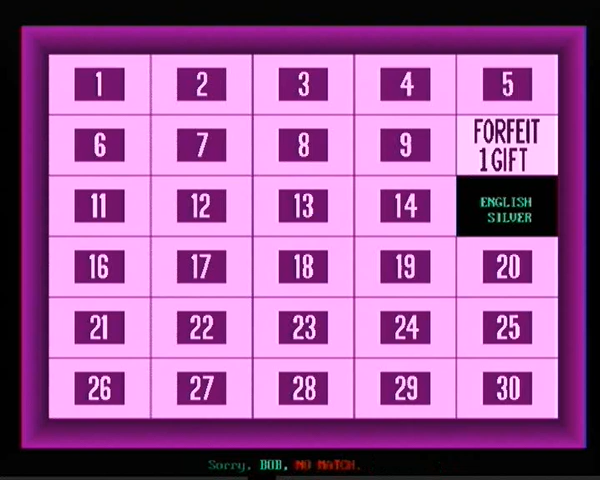 1 2 3 4 5
6 7 8 9 FORFEIT
1 GIFT
11 12 13 14 ENGLISH
SILVER
16 17 18 19 20
21 22 23 24 25
26 27 28 29 30
Sorry, BOB, NO MATCH.